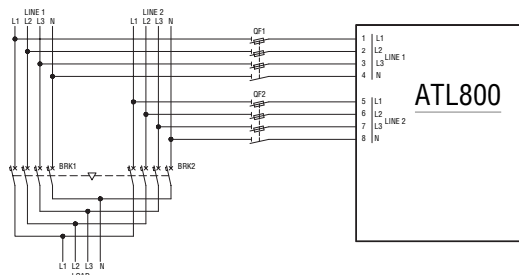 LINE 1
L1 L2 L3 N
LINE 2
L1 L2 L3 N
QF1
1 L1
2 L2
3 L3
4 N
LINE 1
QF2
5 L1
6 L2
7 L3
8 N
LINE 2
ATL800
BRK1
BRK2
L1 L2 L3 N
LOAD